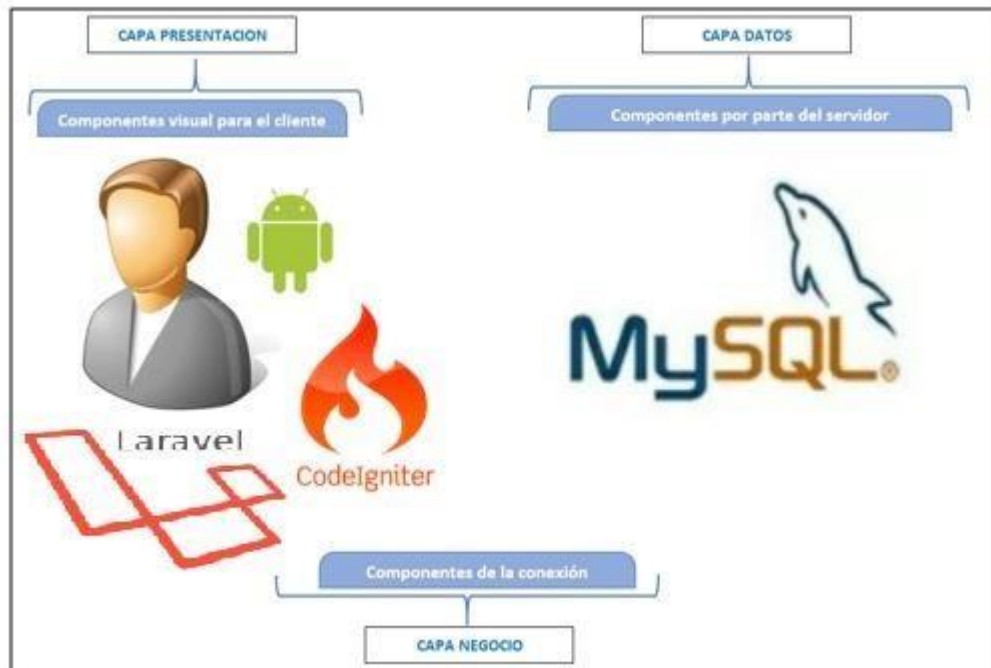 CAPA PRESENTACION
CAPA DATOS
Componentes visual para el cliente
Componentes por parte del servidor
MySQL®
Laravel
CodeIgniter
Componentes de la conexión
CAPA NEGOCIO